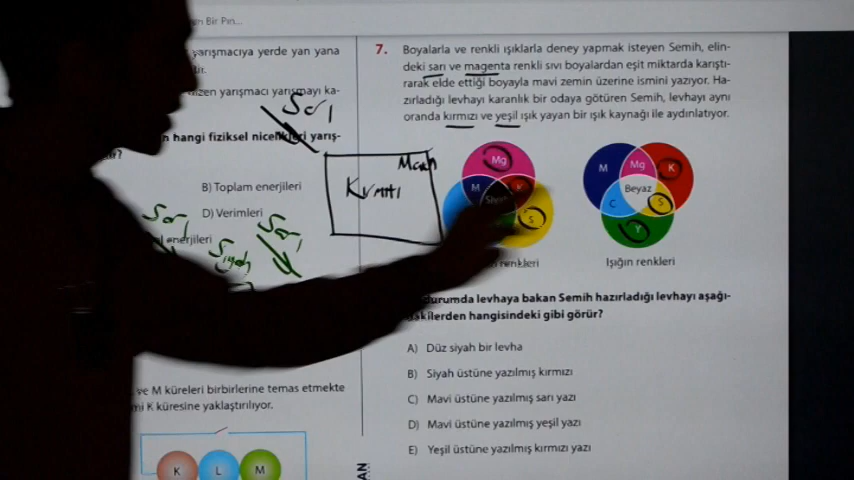 en Bir Pın...
yarışmacıya yerde yan yana
izen yarışmacı yarışmayı ka-
n hangi fiziksel nicelikleri yarış-
B) Toplam enerjileri
D) Verimleri
enerjileri
ve M küreleri birbirlerine temas etmekte
mi K küresine yaklaştırılıyor.
K L M
Sarı
Kırmızı
Sarı
Siyah
Sarı
7. Boyalarla ve renkli ışıklarla deney yapmak isteyen Semih, elin-
deki sarı ve magenta renkli sıvı boyalardan eşit miktarda karıştı-
rarak elde ettiği boyayla mavi zemin üzerine ismini yazıyor. Ha-
zırladığı levhayı karanlık bir odaya götüren Semih, levhayı aynı
oranda kırmızı ve yeşil ışık yayan bir ışık kaynağı ile aydınlatıyor.
Mg
M K
S
M Mg K
Beyaz
C S
Y
renkleri
Işığın renkleri
durumda levhaya bakan Semih hazırladığı levhayı aşağı-
kilerden hangisindeki gibi görür?
A) Düz siyah bir levha
B) Siyah üstüne yazılmış kırmızı
C) Mavi üstüne yazılmış sarı yazı
D) Mavi üstüne yazılmış yeşil yazı
E) Yeşil üstüne yazılmış kırmızı yazı